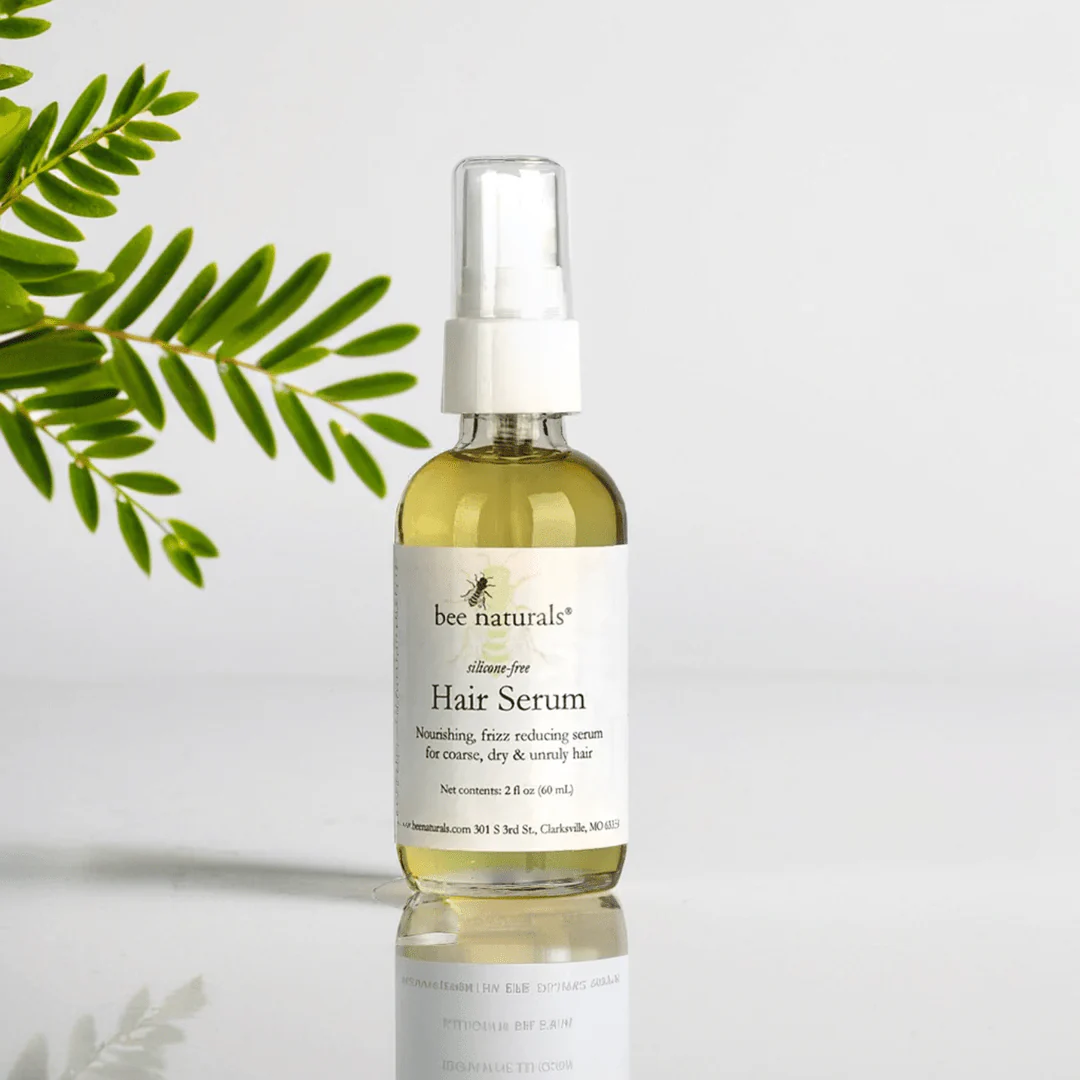 bee naturals®
silicone-free
Hair Serum
Nourishing, frizz reducing serum
for coarse, dry & unruly hair
Net contents: 2 fl oz (60 mL)
beenaturals.com 301 S 3rd St., Clarksville, MO